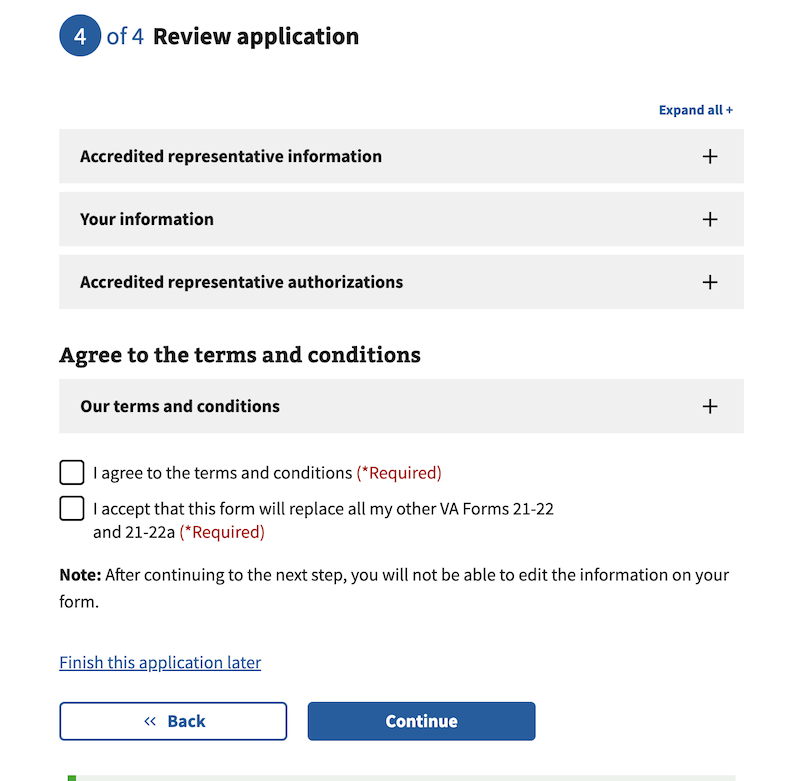 4 of 4 Review application
Expand all +
Accredited representative information +
Your information +
Accredited representative authorizations +
Agree to the terms and conditions
Our terms and conditions +
I agree to the terms and conditions (*Required)
I accept that this form will replace all my other VA Forms 21-22
and 21-22a (*Required)
Note: After continuing to the next step, you will not be able to edit the information on your
form.
Finish this application later
« Back
Continue